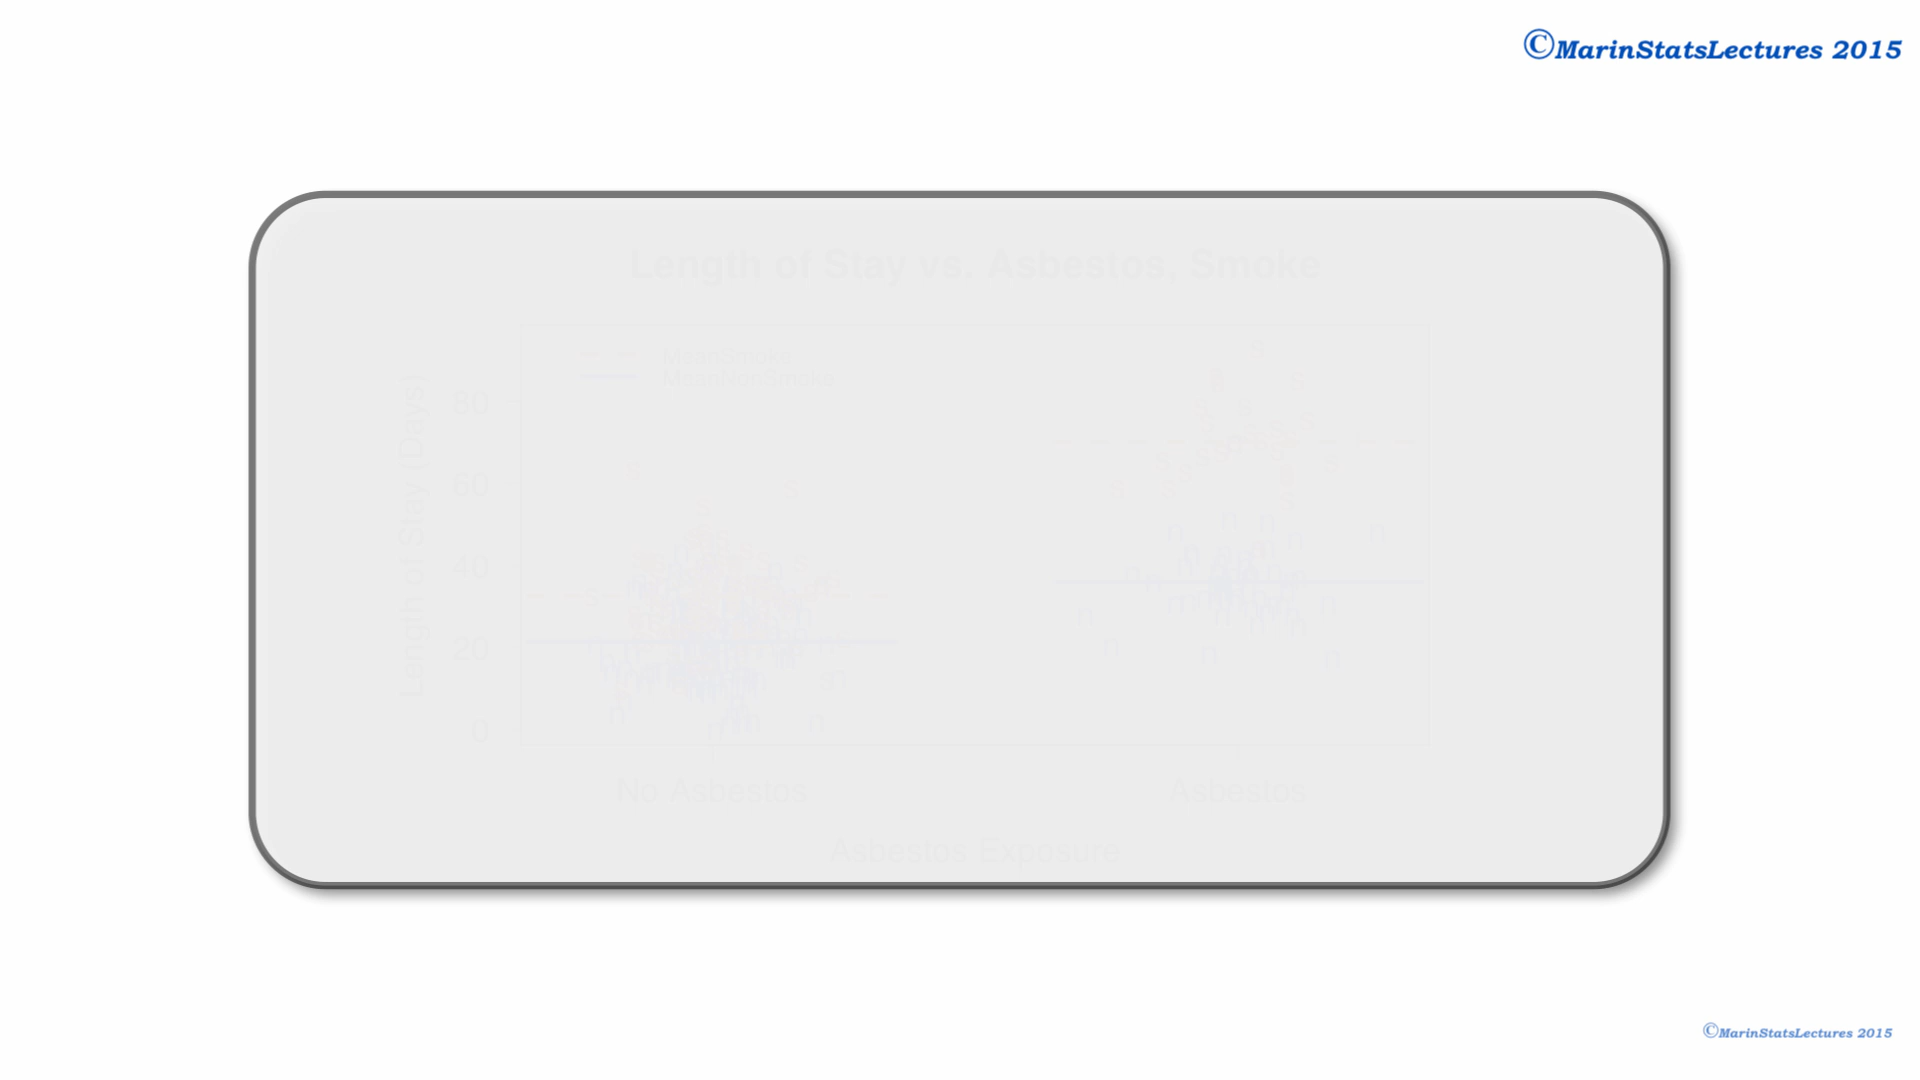 ©MarinStatsLectures 2015
Length of Stay vs. Asbestos, Smoke
MeanSmoke
MeanNonSmoke
Length of Stay (Days)
80
60
40
20
0
No Asbestos Asbestos
Asbestos Exposure
©MarinStatsLectures 2015